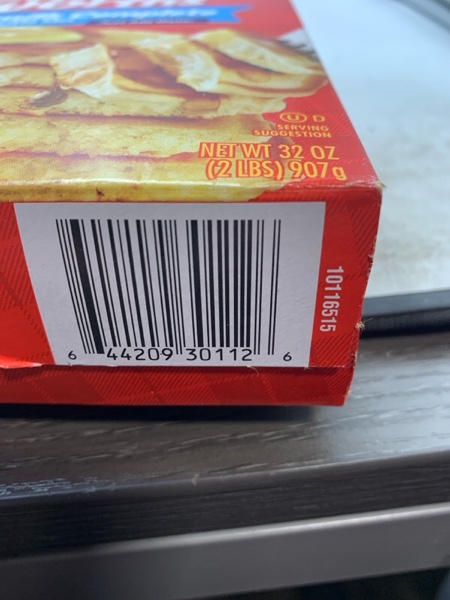 U D
SERVING
SUGGESTION
NET WT 32 OZ
(2 LBS) 907g
10116515
6 44209 30112 6